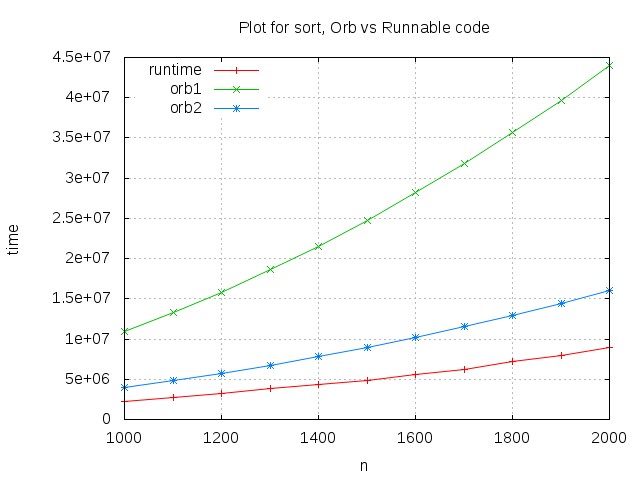 Plot for sort, Orb vs Runnable code
4.5e+07
4e+07
3.5e+07
3e+07
2.5e+07
2e+07
1.5e+07
1e+07
5e+06
0
time
runtime
orb1
orb2
1000 1200 1400 1600 1800 2000
n